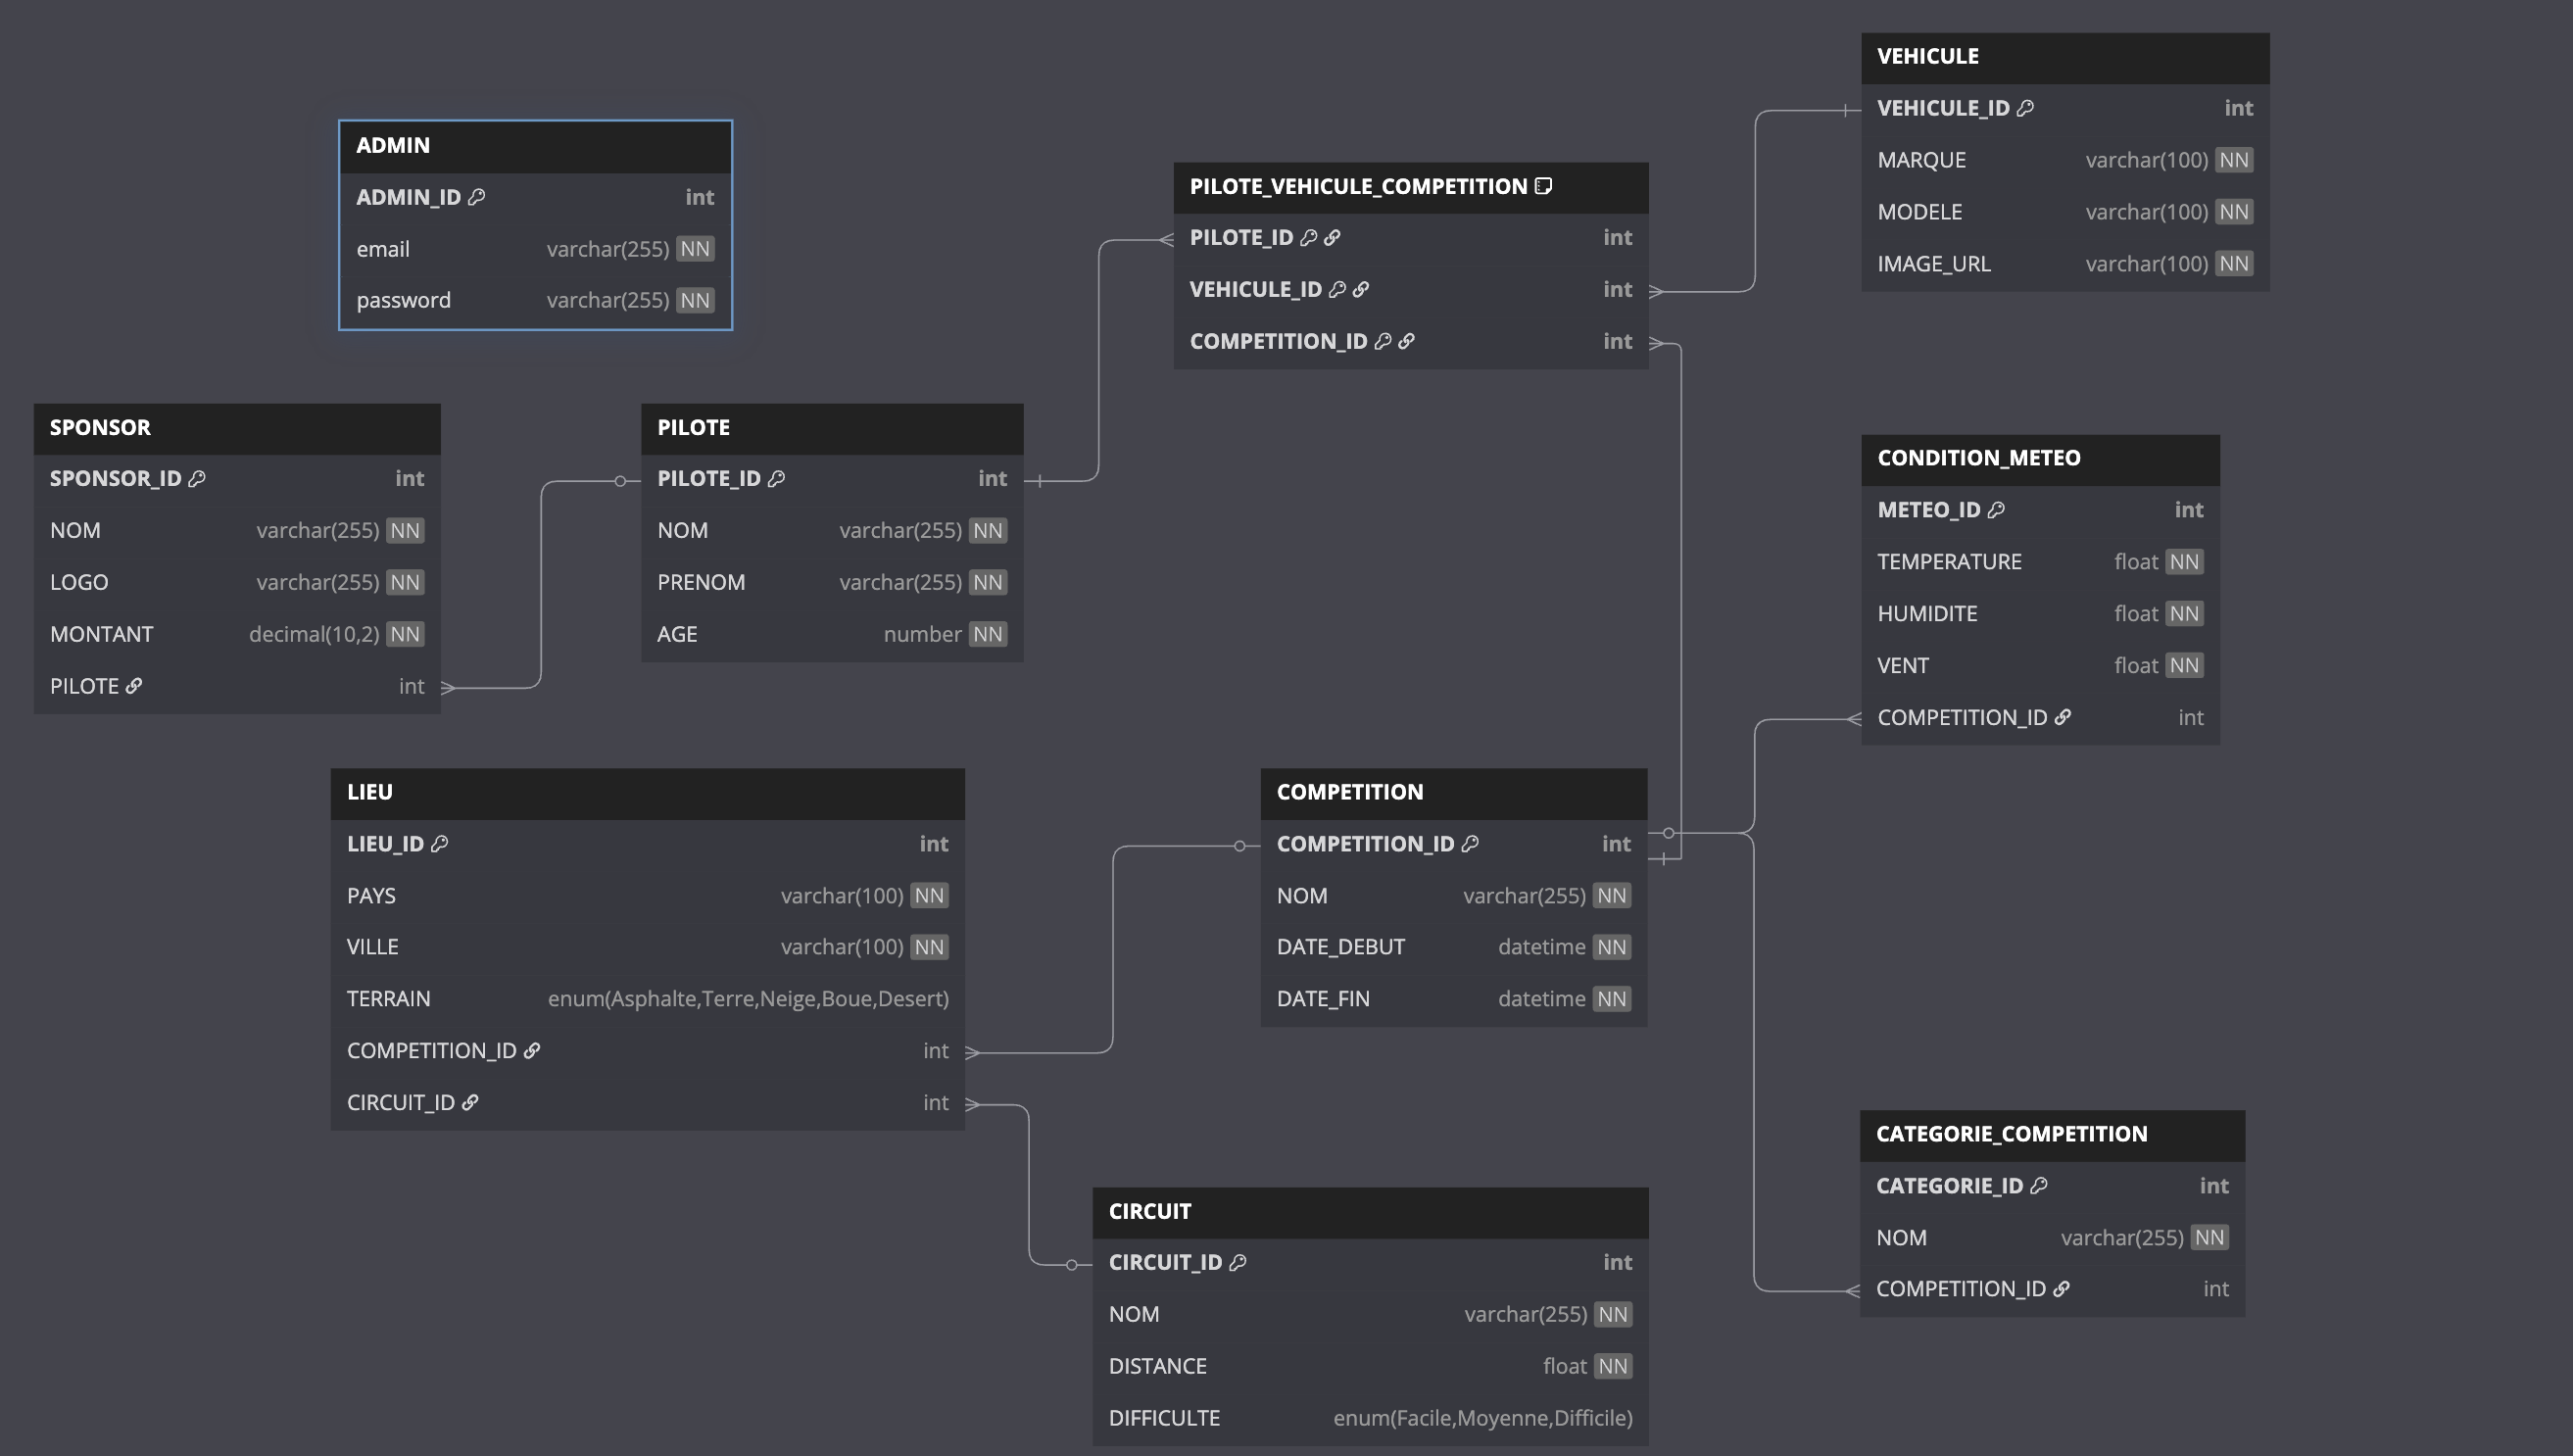 ADMIN
ADMIN_ID int
email varchar(255) NN
password varchar(255) NN
PILOTE_VEHICULE_COMPETITION
PILOTE_ID int
VEHICULE_ID int
COMPETITION_ID int
VEHICULE
VEHICULE_ID int
MARQUE varchar(100) NN
MODELE varchar(100) NN
IMAGE_URL varchar(100) NN
SPONSOR
SPONSOR_ID int
NOM varchar(255) NN
LOGO varchar(255) NN
MONTANT decimal(10,2) NN
PILOTE int
PILOTE
PILOTE_ID int
NOM varchar(255) NN
PRENOM varchar(255) NN
AGE number NN
CONDITION_METEO
METEO_ID int
TEMPERATURE float NN
HUMIDITE float NN
VENT float NN
COMPETITION_ID int
LIEU
LIEU_ID int
PAYS varchar(100) NN
VILLE varchar(100) NN
TERRAIN enum(Asphalte,Terre,Neige,Boue,Desert)
COMPETITION_ID int
CIRCUIT_ID int
COMPETITION
COMPETITION_ID int
NOM varchar(255) NN
DATE_DEBUT datetime NN
DATE_FIN datetime NN
CIRCUIT
CIRCUIT_ID int
NOM varchar(255) NN
DISTANCE float NN
DIFFICULTE enum(Facile,Moyenne,Difficile)
CATEGORIE_COMPETITION
CATEGORIE_ID int
NOM varchar(255) NN
COMPETITION_ID int